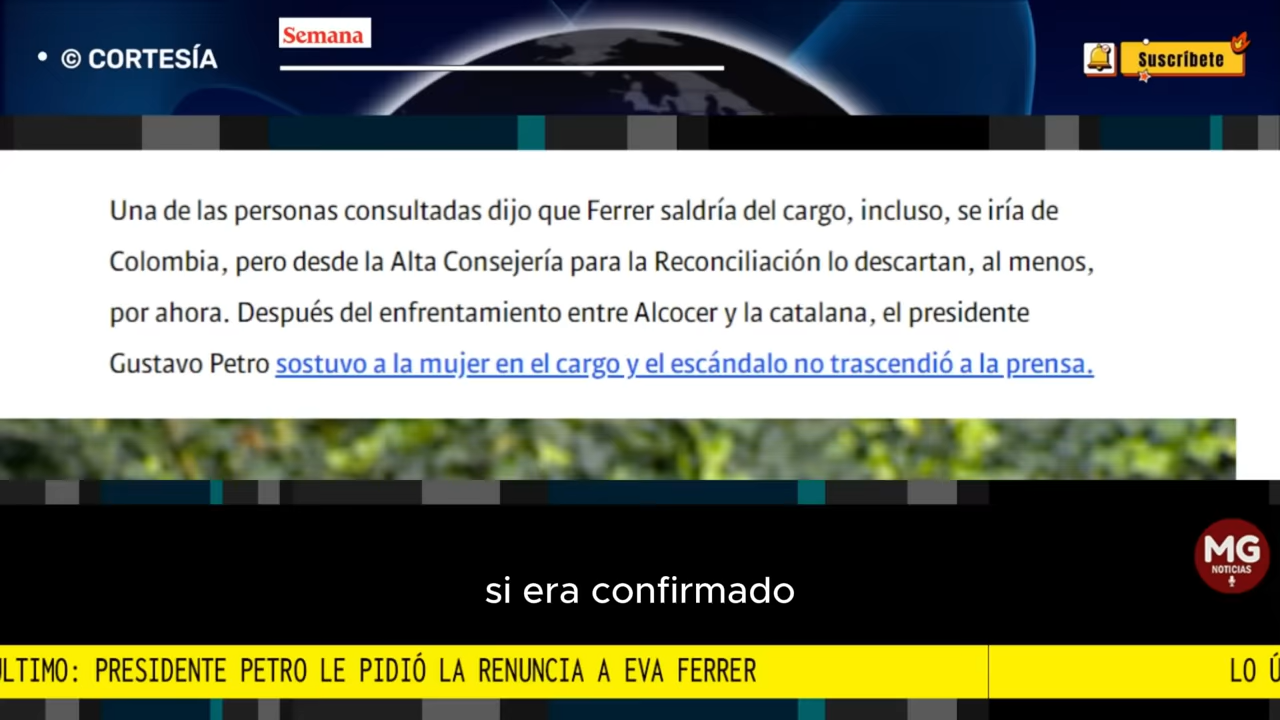 • © CORTESÍA
Semana
Suscríbete
Una de las personas consultadas dijo que Ferrer saldría del cargo, incluso, se iría de
Colombia, pero desde la Alta Consejería para la Reconciliación lo descartan, al menos,
por ahora. Después del enfrentamiento entre Alcocer y la catalana, el presidente
Gustavo Petro sostuvo a la mujer en el cargo y el escándalo no trascendió a la prensa.
MG
NOTICIAS
si era confirmado
ÚLTIMO: PRESIDENTE PETRO LE PIDIÓ LA RENUNCIA A EVA FERRER
LO Ú